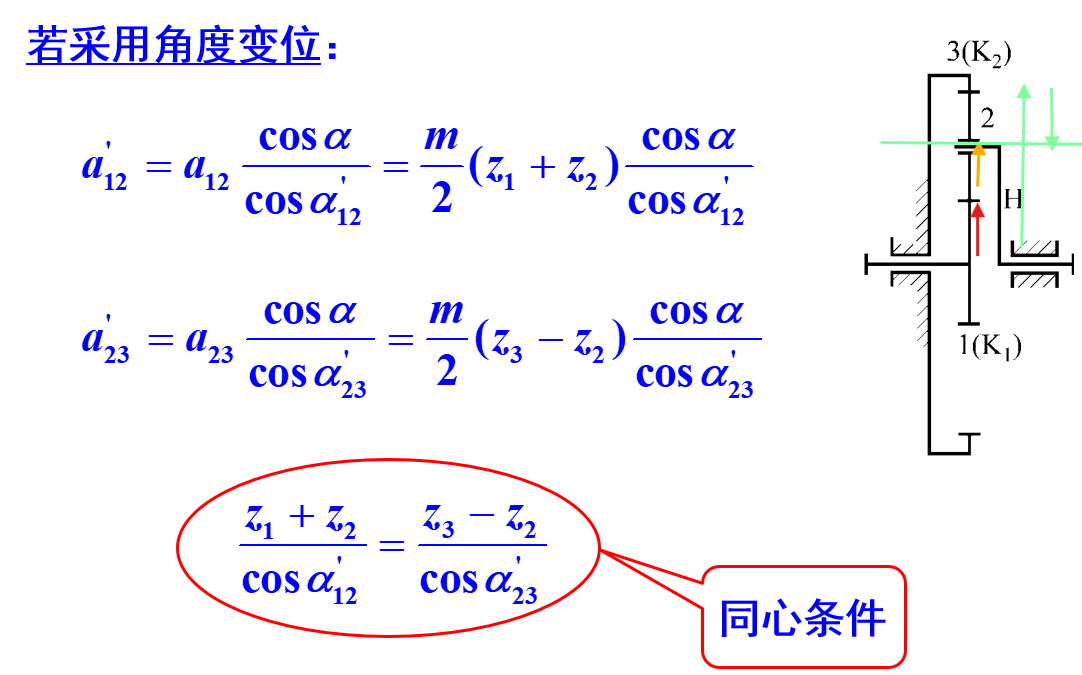 若采用角度变位：
a'₁₂ = a₁₂ cosα / cosα'₁₂ = m/2 (z₁ + z₂) cosα / cosα'₁₂
a'₂₃ = a₂₃ cosα / cosα'₂₃ = m/2 (z₃ − z₂) cosα / cosα'₂₃
(z₁ + z₂) / cosα'₁₂ = (z₃ − z₂) / cosα'₂₃
同心条件
3(K₂)
2
H
1(K₁)